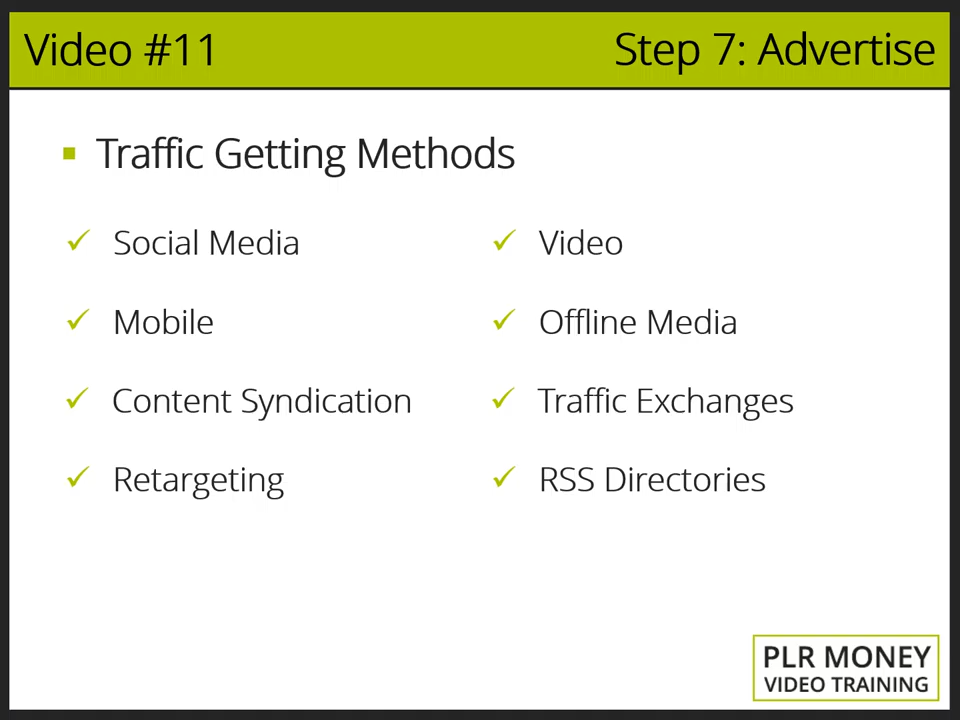 Video #11
Step 7: Advertise
Traffic Getting Methods
Social Media
Video
Mobile
Offline Media
Content Syndication
Traffic Exchanges
Retargeting
RSS Directories
PLR MONEY
VIDEO TRAINING